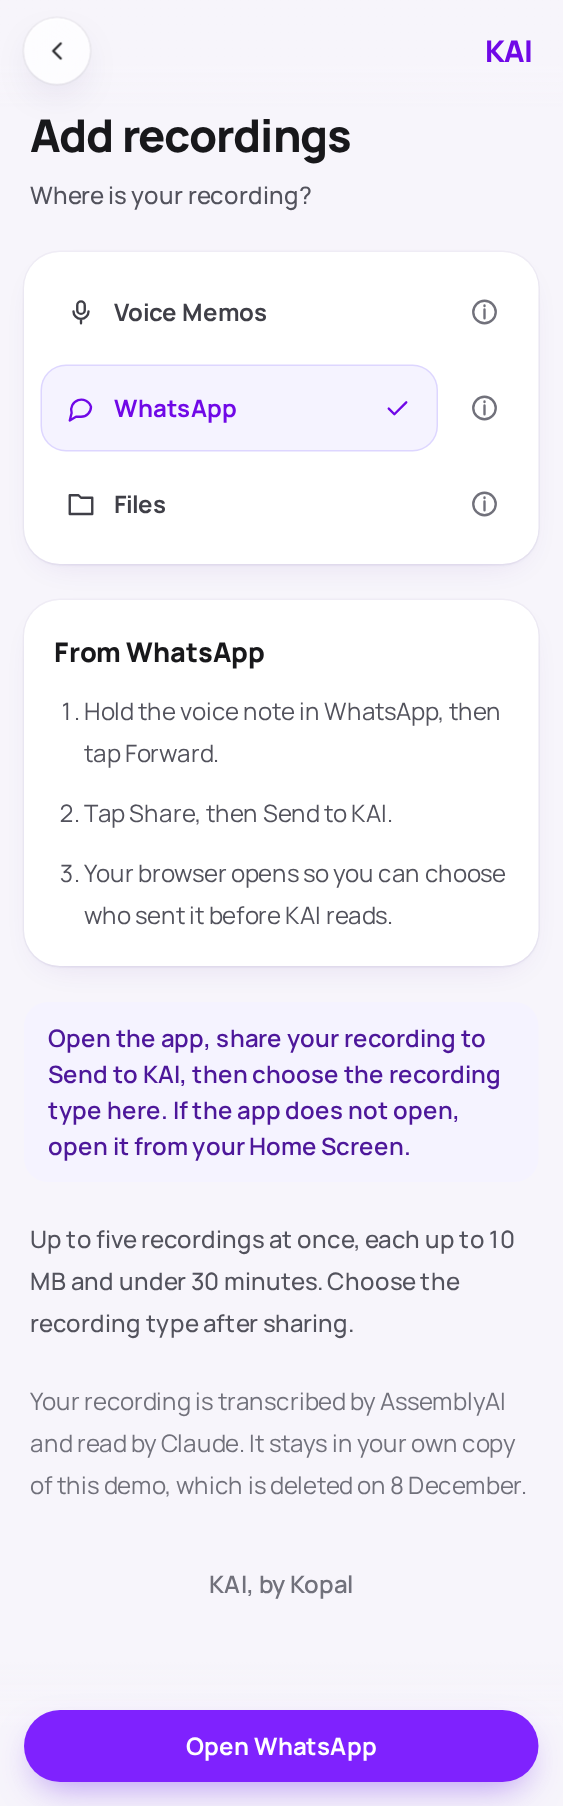 KAI
Add recordings
Where is your recording?
Voice Memos
WhatsApp
Files
From WhatsApp
1. Hold the voice note in WhatsApp, then
tap Forward.
2. Tap Share, then Send to KAI.
3. Your browser opens so you can choose
who sent it before KAI reads.
Open the app, share your recording to
Send to KAI, then choose the recording
type here. If the app does not open,
open it from your Home Screen.
Up to five recordings at once, each up to 10
MB and under 30 minutes. Choose the
recording type after sharing.
Your recording is transcribed by AssemblyAI
and read by Claude. It stays in your own copy
of this demo, which is deleted on 8 December.
KAI, by Kopal
Open WhatsApp